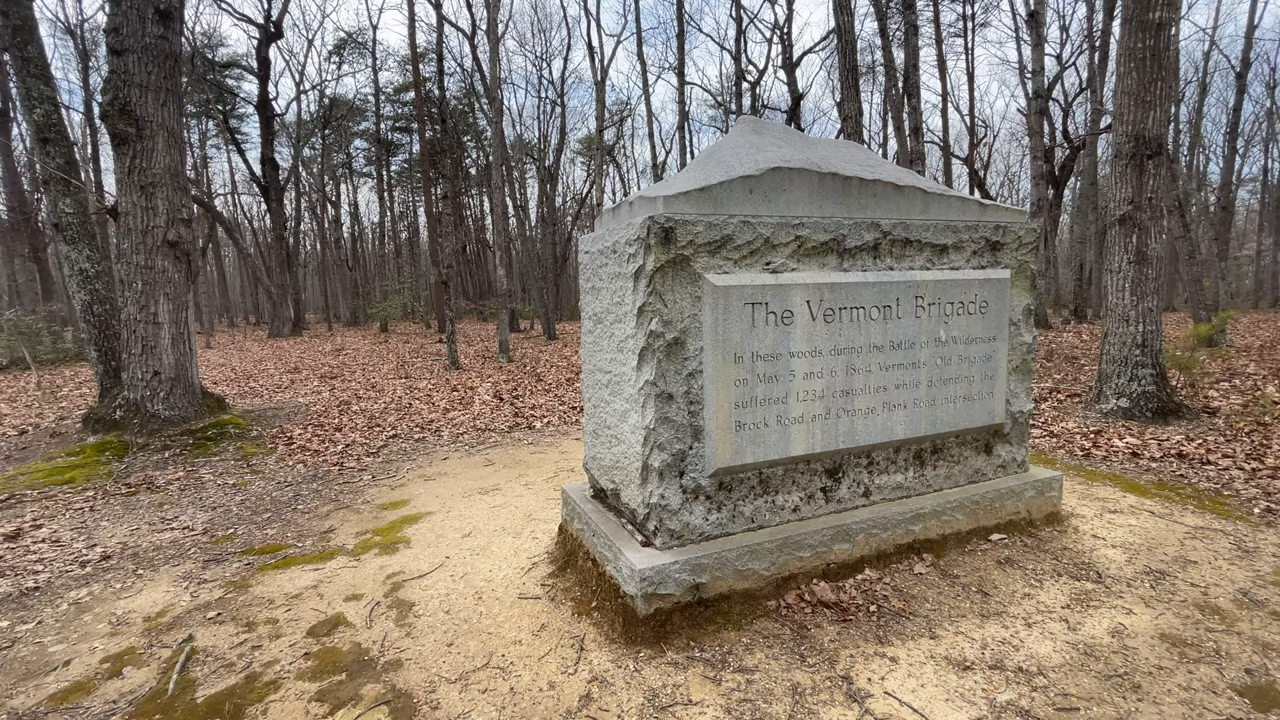 The Vermont Brigade
In these woods, during the Battle of the Wilderness
on May 5 and 6, 1864, Vermont's "Old Brigade"
suffered 1,234 casualties while defending the
Brock Road and Orange Plank Road intersection